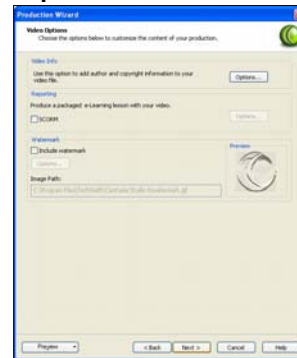 Production Wizard
Video Options
Choose the options below to customize the content of your production.
Video Info
Use this option to add author and copyright information to your
video file.
Options...
Reporting
Produce a packaged e-Learning lesson with your video.
SCORM
Options...
Watermark
Include watermark
Options...
Preview
Image Path:
Preview
< Back
Next >
Cancel
Help